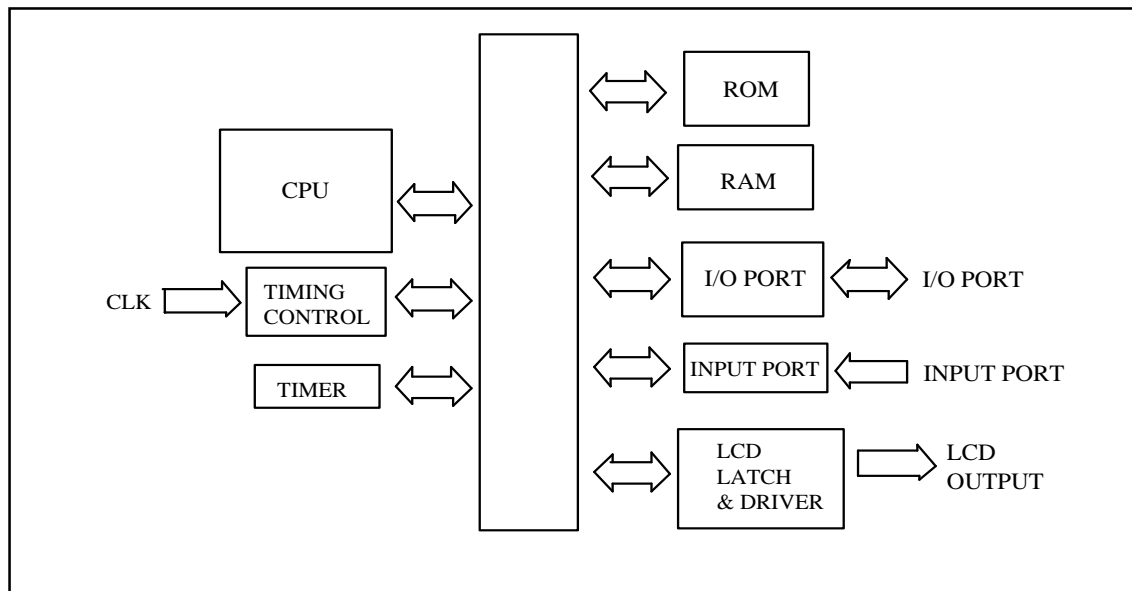 ROM
CPU
RAM
CLK
TIMING
CONTROL
I/O PORT
I/O PORT
TIMER
INPUT PORT
INPUT PORT
LCD
LATCH
& DRIVER
LCD
OUTPUT